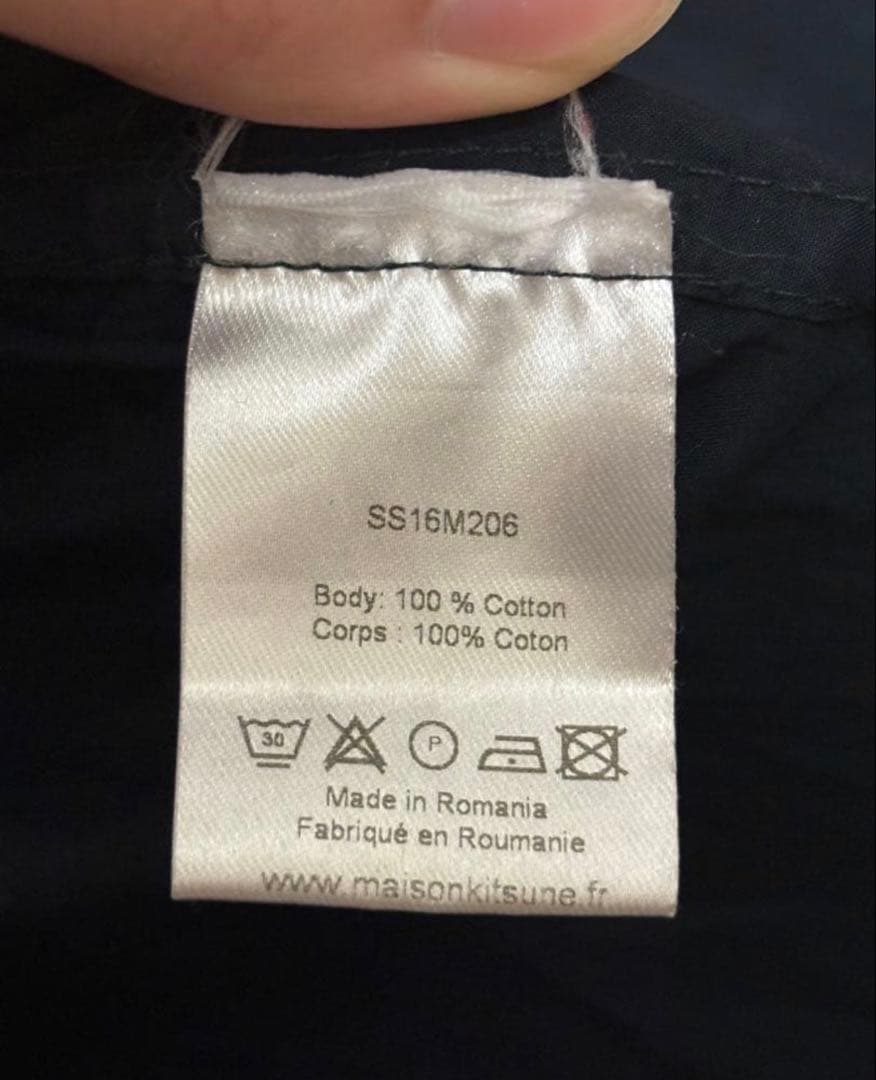 SS16M206
Body: 100 % Cotton
Corps : 100% Coton
30
P
Made in Romania
Fabriqué en Roumanie
www.maisonkitsune.fr